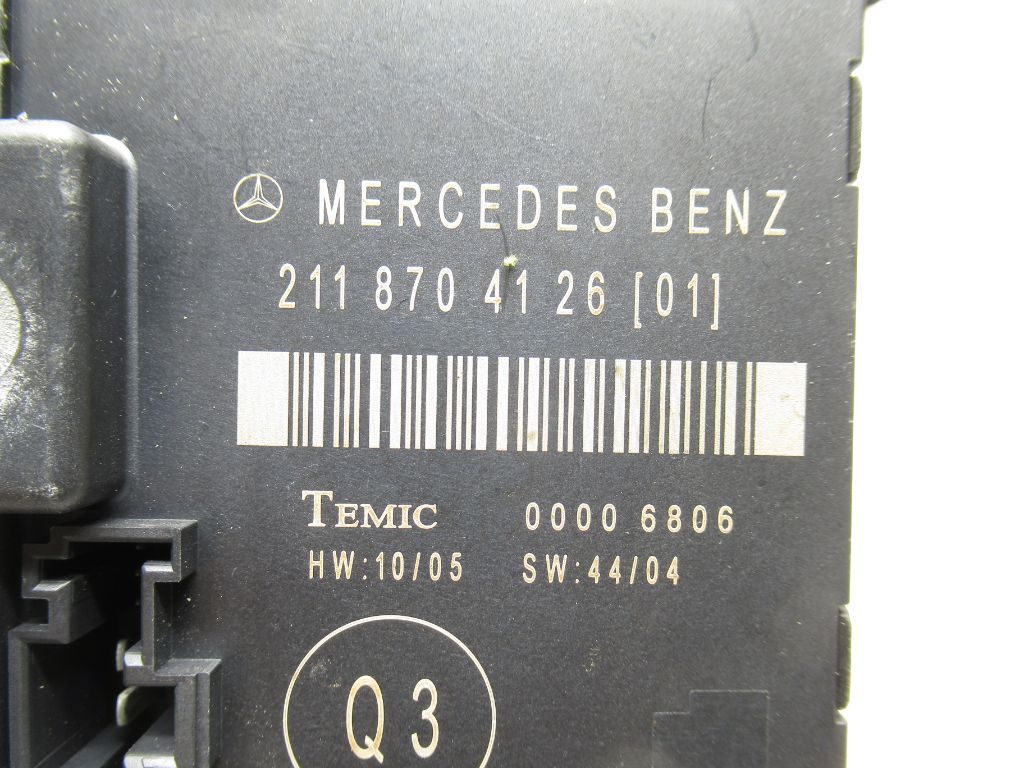 MERCEDES BENZ
211 870 41 26 [01]
TEMIC 0000 6806
HW:10/05 SW:44/04
Q3